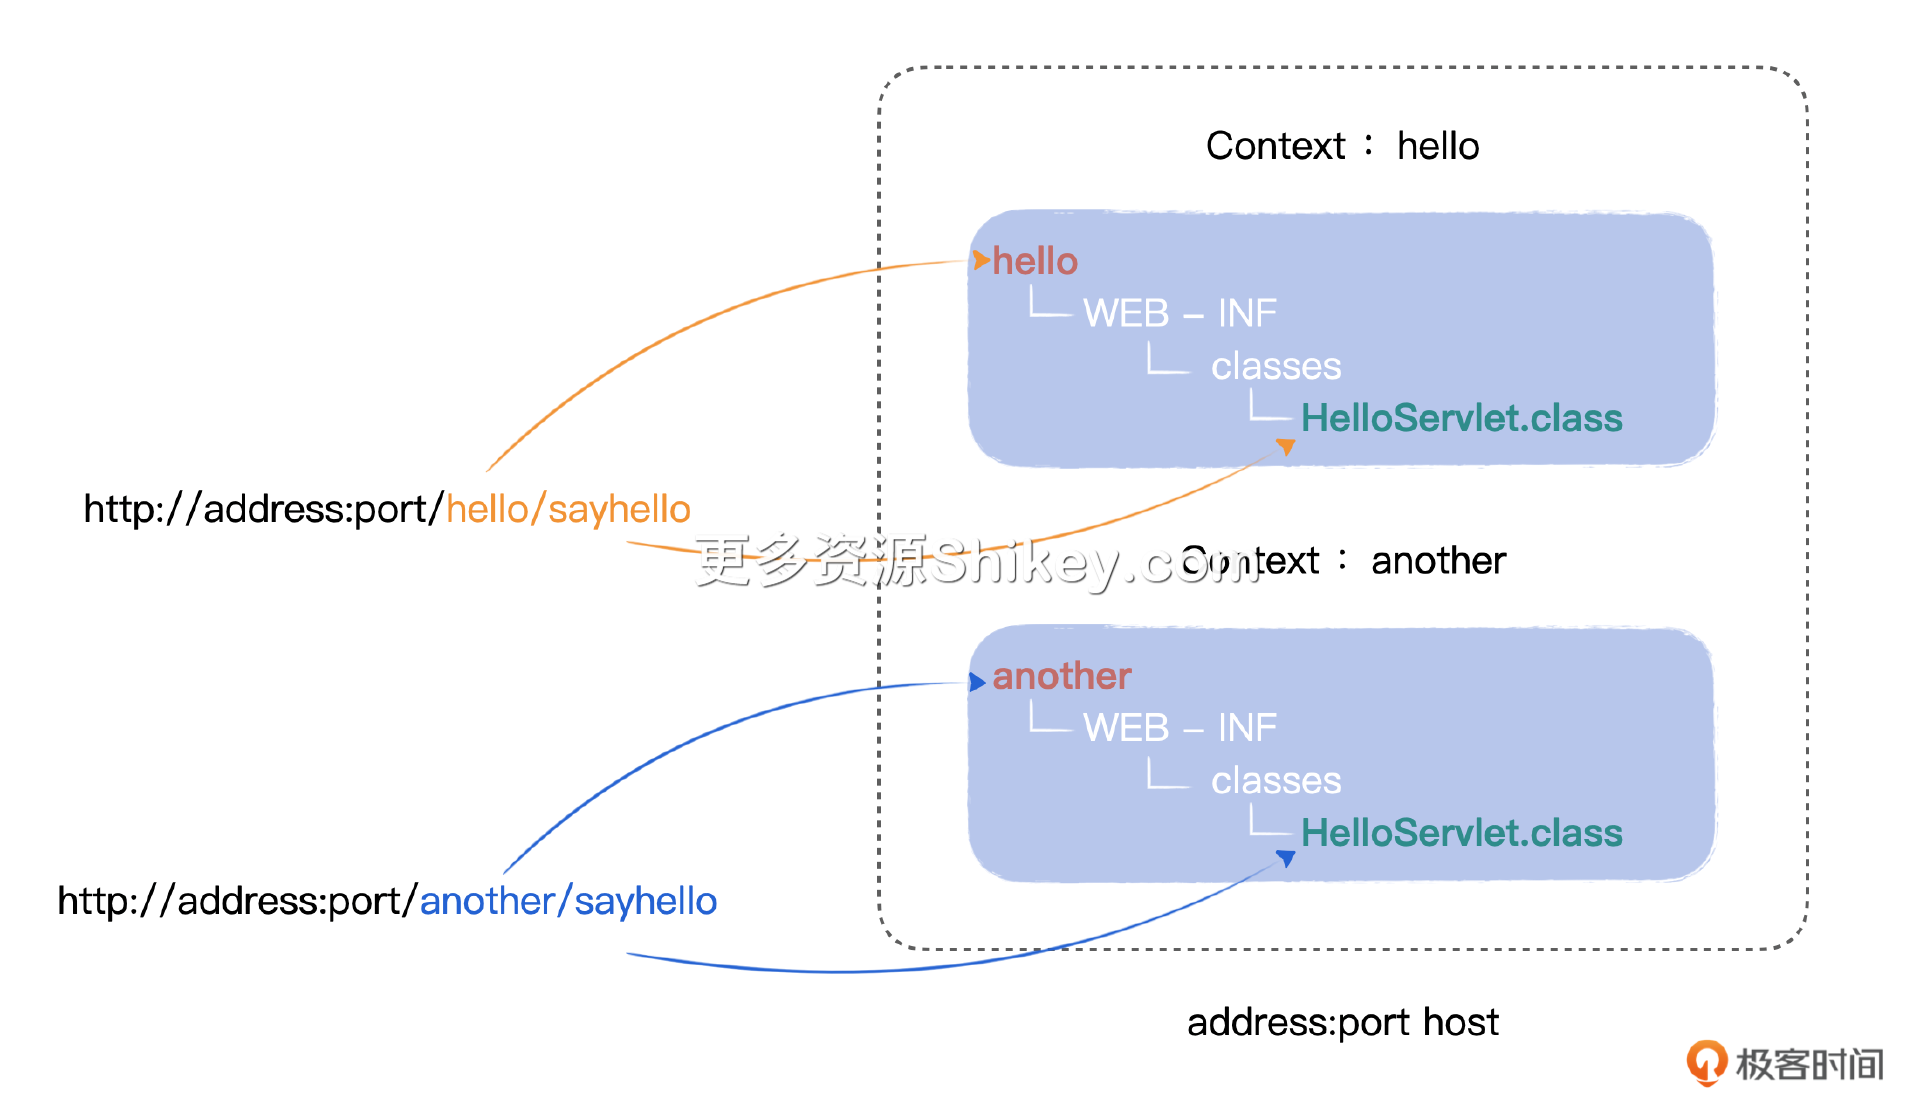 Context： hello
hello
WEB – INF
classes
HelloServlet.class
http://address:port/hello/sayhello
更多资源Shikey.com
Context： another
another
WEB – INF
classes
HelloServlet.class
http://address:port/another/sayhello
address:port host
极客时间